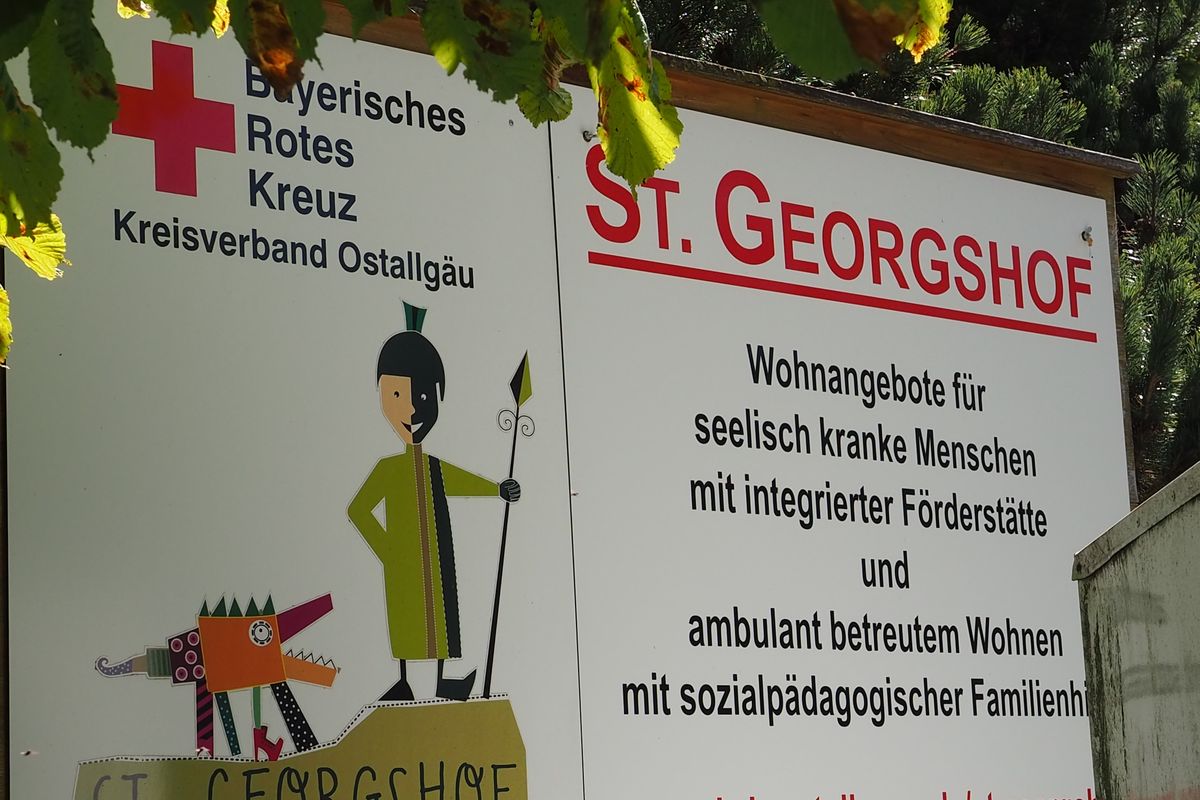 Bayerisches
Rotes
Kreuz
Kreisverband Ostallgäu
ST. GEORGSHOF
Wohnangebote für
seelisch kranke Menschen
mit integrierter Förderstätte
und
ambulant betreutem Wohnen
mit sozialpädagogischer Familienhi
ST. GEORGSHOF